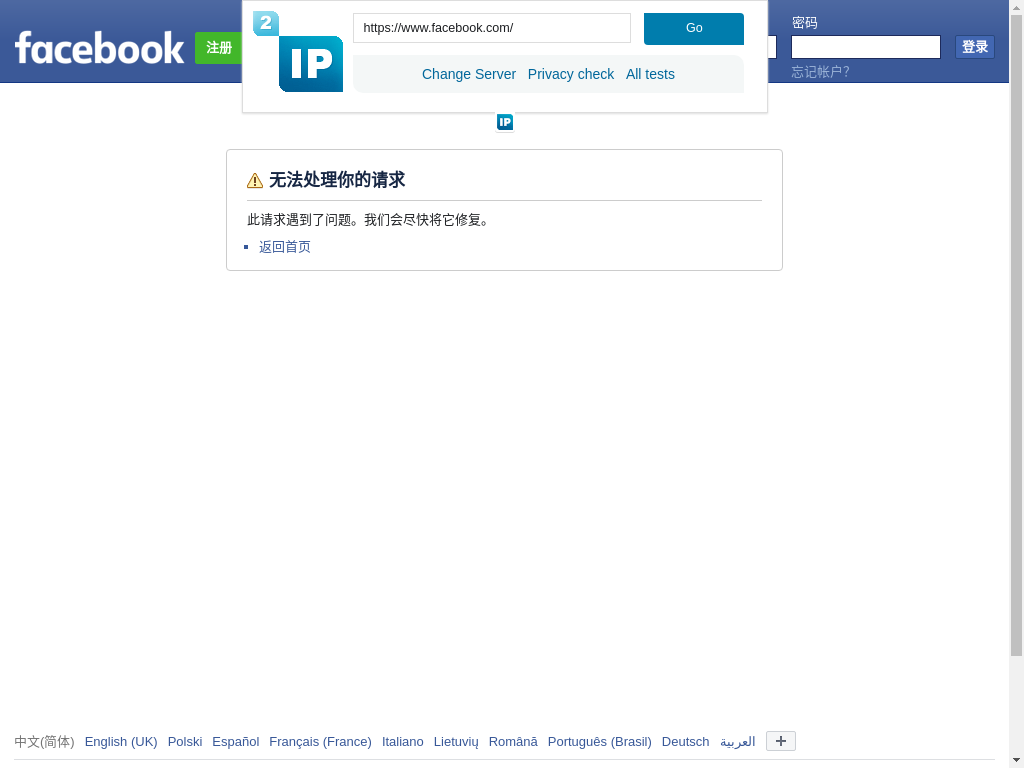 facebook
注册
2
IP
https://www.facebook.com/
Go
Change Server Privacy check All tests
密码
登录
忘记帐户?
IP
无法处理你的请求
此请求遇到了问题。我们会尽快将它修复。
返回首页
中文(简体) English (UK) Polski Español Français (France) Italiano Lietuvių Română Português (Brasil) Deutsch العربية